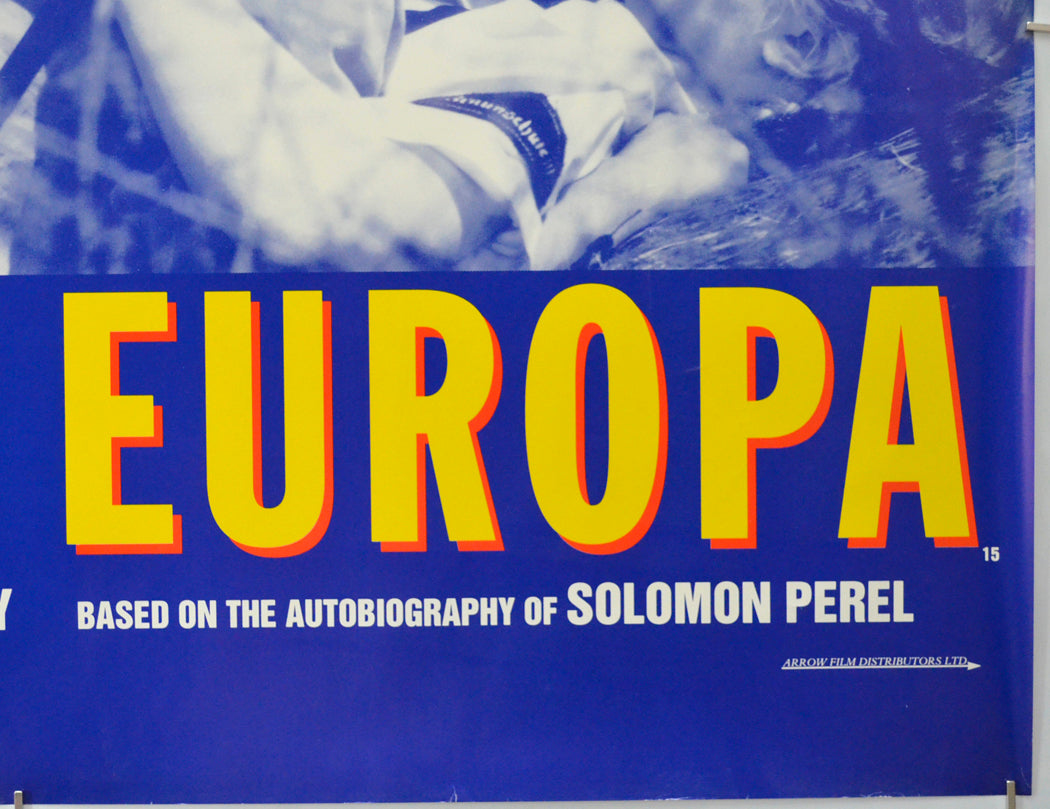 EUROPA
15
Y BASED ON THE AUTOBIOGRAPHY OF SOLOMON PEREL
ARROW FILM DISTRIBUTORS LTD.